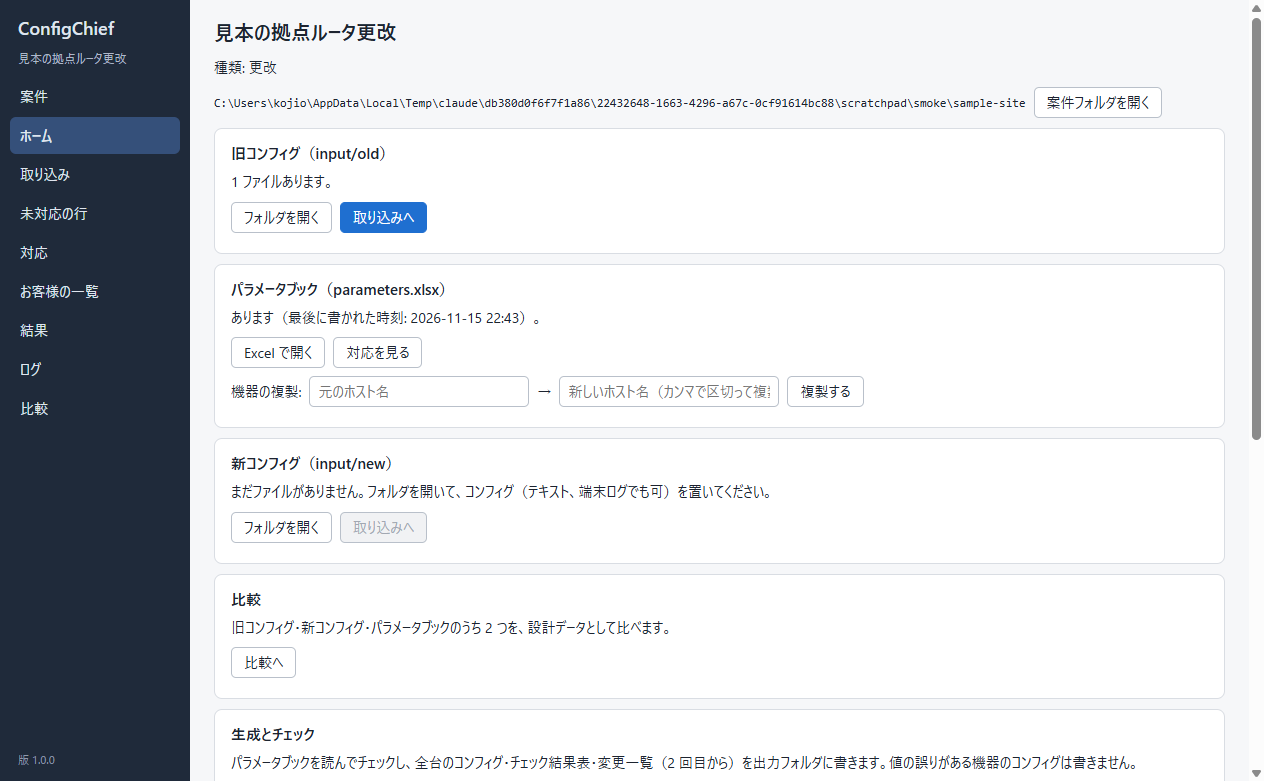 ConfigChief
見本の拠点ルータ更改
案件
ホーム
取り込み
未対応の行
対応
お客様の一覧
結果
ログ
比較
版 1.0.0
見本の拠点ルータ更改
種類: 更改
C:\Users\kojio\AppData\Local\Temp\claude\db380d0f6f7f1a86\22432648-1663-4296-a67c-0cf91614bc88\scratchpad\smoke\sample-site 案件フォルダを開く
旧コンフィグ（input/old）
1 ファイルあります。
フォルダを開く 取り込みへ
パラメータブック（parameters.xlsx）
あります（最後に書かれた時刻: 2026-11-15 22:43）。
Excel で開く 対応を見る
機器の複製: 元のホスト名 → 新しいホスト名（カンマで区切って複 複製する
新コンフィグ（input/new）
まだファイルがありません。フォルダを開いて、コンフィグ（テキスト、端末ログでも可）を置いてください。
フォルダを開く 取り込みへ
比較
旧コンフィグ・新コンフィグ・パラメータブックのうち 2 つを、設計データとして比べます。
比較へ
生成とチェック
パラメータブックを読んでチェックし、全台のコンフィグ・チェック結果表・変更一覧（2 回目から）を出力フォルダに書きます。値の誤りがある機器のコンフィグは書きません。